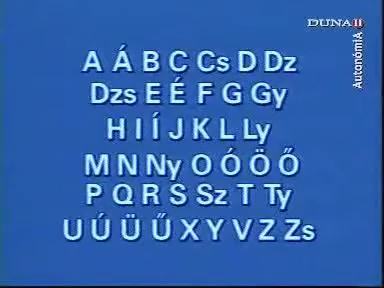 DUNA II
AutonómiA
A Á B C Cs D Dz
Dzs E É F G Gy
H I Í J K L Ly
M N Ny O Ó Ö Ő
P Q R S Sz T Ty
U Ú Ü Ű X Y V Z Zs